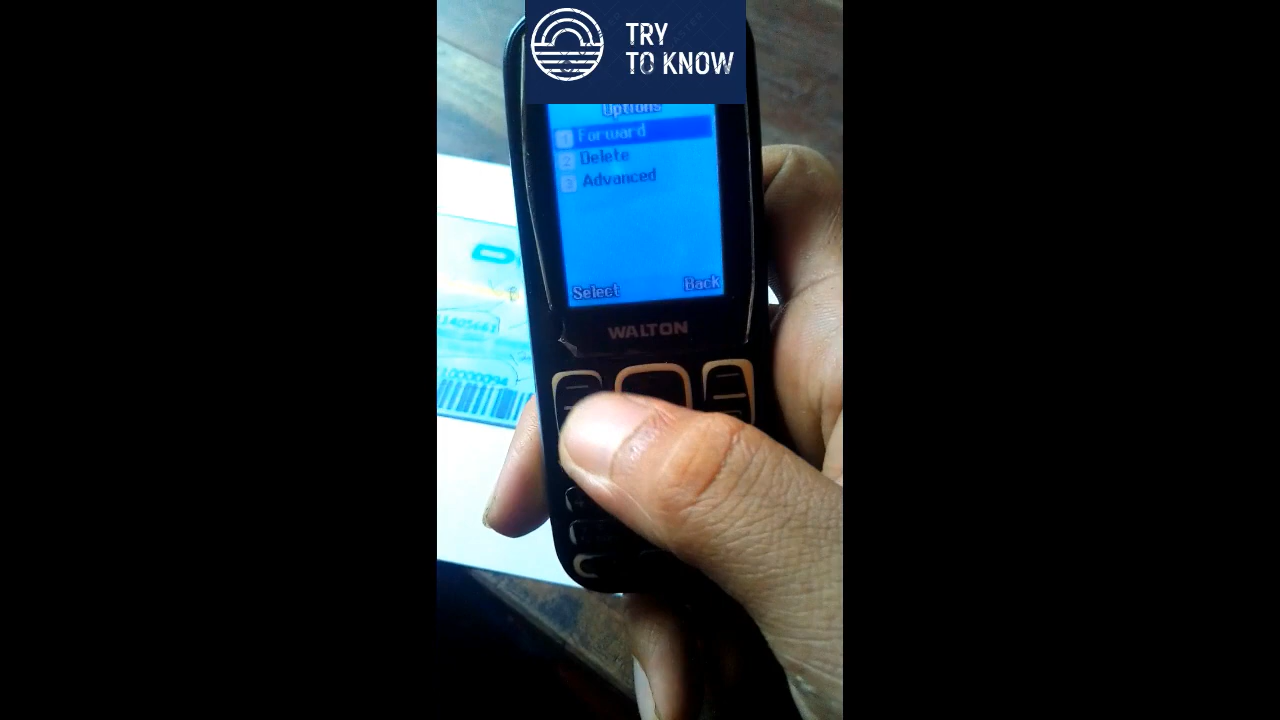 TRY
TO KNOW
Options
1 Forward
2 Delete
3 Advanced
Select Back
WALTON